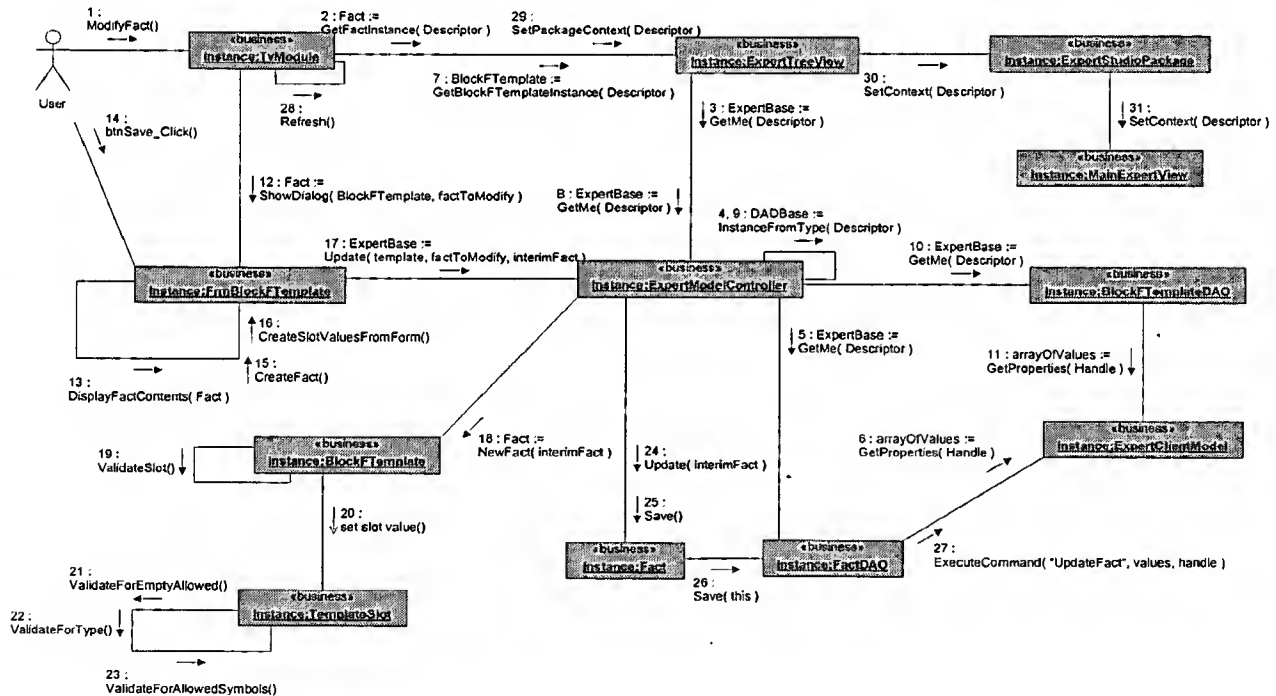 1 :
ModifyFact()
2 : Fact :=
GetFactInstance( Descriptor )
29 :
SetPackageContext( Descriptor )
«business»
Instance:TvModule
«business»
Instance:ExpertTreeView
«business»
Instance:ExpertStudioPackage
User
7 : BlockFTemplate :=
GetBlockFTemplateInstance( Descriptor )
30 :
SetContext( Descriptor )
28 :
Refresh()
3 : ExpertBase :=
GetMe( Descriptor )
31 :
SetContext( Descriptor )
14 :
btnSave_Click()
«business»
Instance:MainExpertView
12 : Fact :=
ShowDialog( BlockFTemplate, factToModify )
8 : ExpertBase :=
GetMe( Descriptor )
4, 9 : DAOBase :=
InstanceFromType( Descriptor )
17 : ExpertBase :=
Update( template, factToModify, interimFact )
10 : ExpertBase :=
GetMe( Descriptor )
«business»
Instance:FrmBlockFTemplate
«business»
Instance:ExpertModelController
«business»
Instance:BlockFTemplateDAO
16 :
CreateSlotValuesFromForm()
15 :
CreateFact()
5 : ExpertBase :=
GetMe( Descriptor )
11 : arrayOfValues :=
GetProperties( Handle )
13 :
DisplayFactContents( Fact )
«business»
Instance:BlockFTemplate
18 : Fact :=
NewFact( interimFact )
19 :
ValidateSlot()
24 :
Update( interimFact )
6 : arrayOfValues :=
GetProperties( Handle )
«business»
Instance:ExpertClientModel
25 :
Save()
20 :
set slot value()
«business»
Instance:Fact
«business»
Instance:FactDAO
27 :
ExecuteCommand( "UpdateFact", values, handle )
21 :
ValidateForEmptyAllowed()
26 :
Save( this )
«business»
Instance:TemplateSlot
22 :
ValidateForType()
23 :
ValidateForAllowedSymbols()